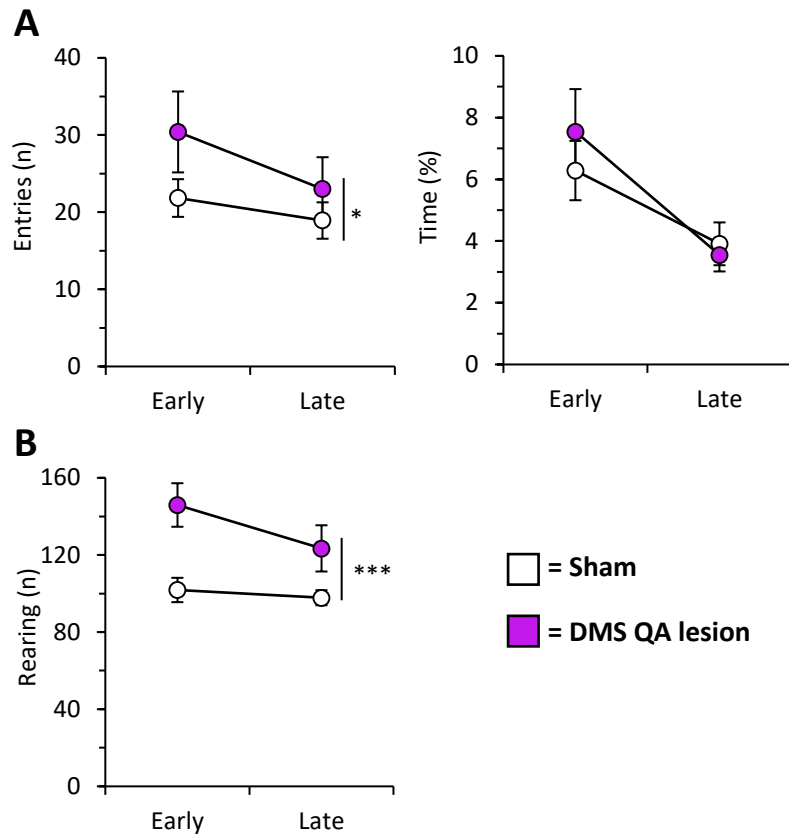 A
Entries (n)
40
30
20
10
0
*
Early
Late
Time (%)
10
8
6
4
2
0
Early
Late
B
Rearing (n)
160
120
80
40
0
***
Early
Late
= Sham
= DMS QA lesion